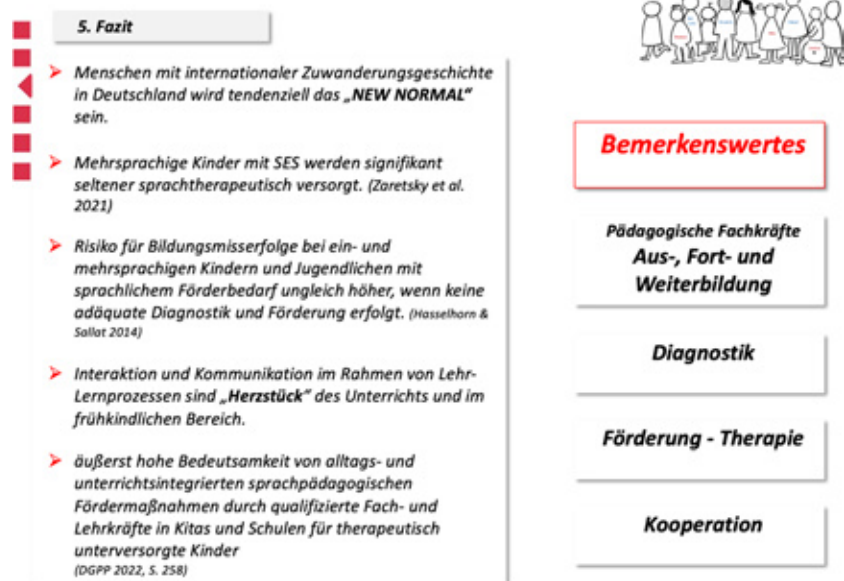 5. Fazit
Menschen mit internationaler Zuwanderungsgeschichte
in Deutschland wird tendenziell das „NEW NORMAL“
sein.
Mehrsprachige Kinder mit SES werden signifikant
seltener sprachtherapeutisch versorgt. (Zaretsky et al.
2021)
Risiko für Bildungsmisserfolge bei ein- und
mehrsprachigen Kindern und Jugendlichen mit
sprachlichem Förderbedarf ungleich höher, wenn keine
adäquate Diagnostik und Förderung erfolgt. (Hasselhorn &
Sallat 2014)
Interaktion und Kommunikation im Rahmen von Lehr-
Lernprozessen sind „Herzstück“ des Unterrichts und im
frühkindlichen Bereich.
äußerst hohe Bedeutsamkeit von alltags- und
unterrichtsintegrierten sprachpädagogischen
Fördermaßnahmen durch qualifizierte Fach- und
Lehrkräfte in Kitas und Schulen für therapeutisch
unterversorgte Kinder
(DGPP 2022, S. 258)
Bemerkenswertes
Pädagogische Fachkräfte
Aus-, Fort- und
Weiterbildung
Diagnostik
Förderung - Therapie
Kooperation